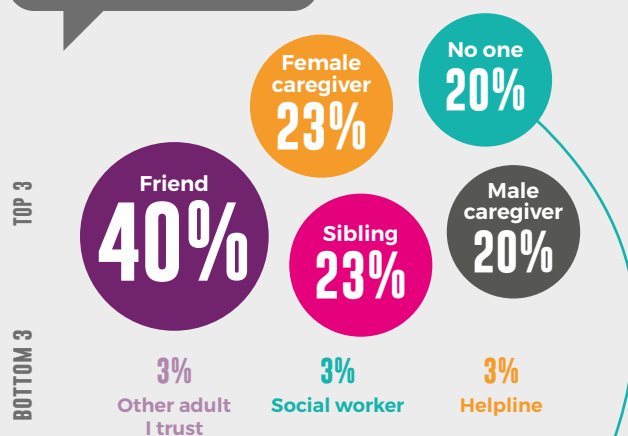 TOP 3
Friend
40%
Female
caregiver
23%
Sibling
23%
No one
20%
Male
caregiver
20%
BOTTOM 3
3%
Other adult
I trust
3%
Social worker
3%
Helpline